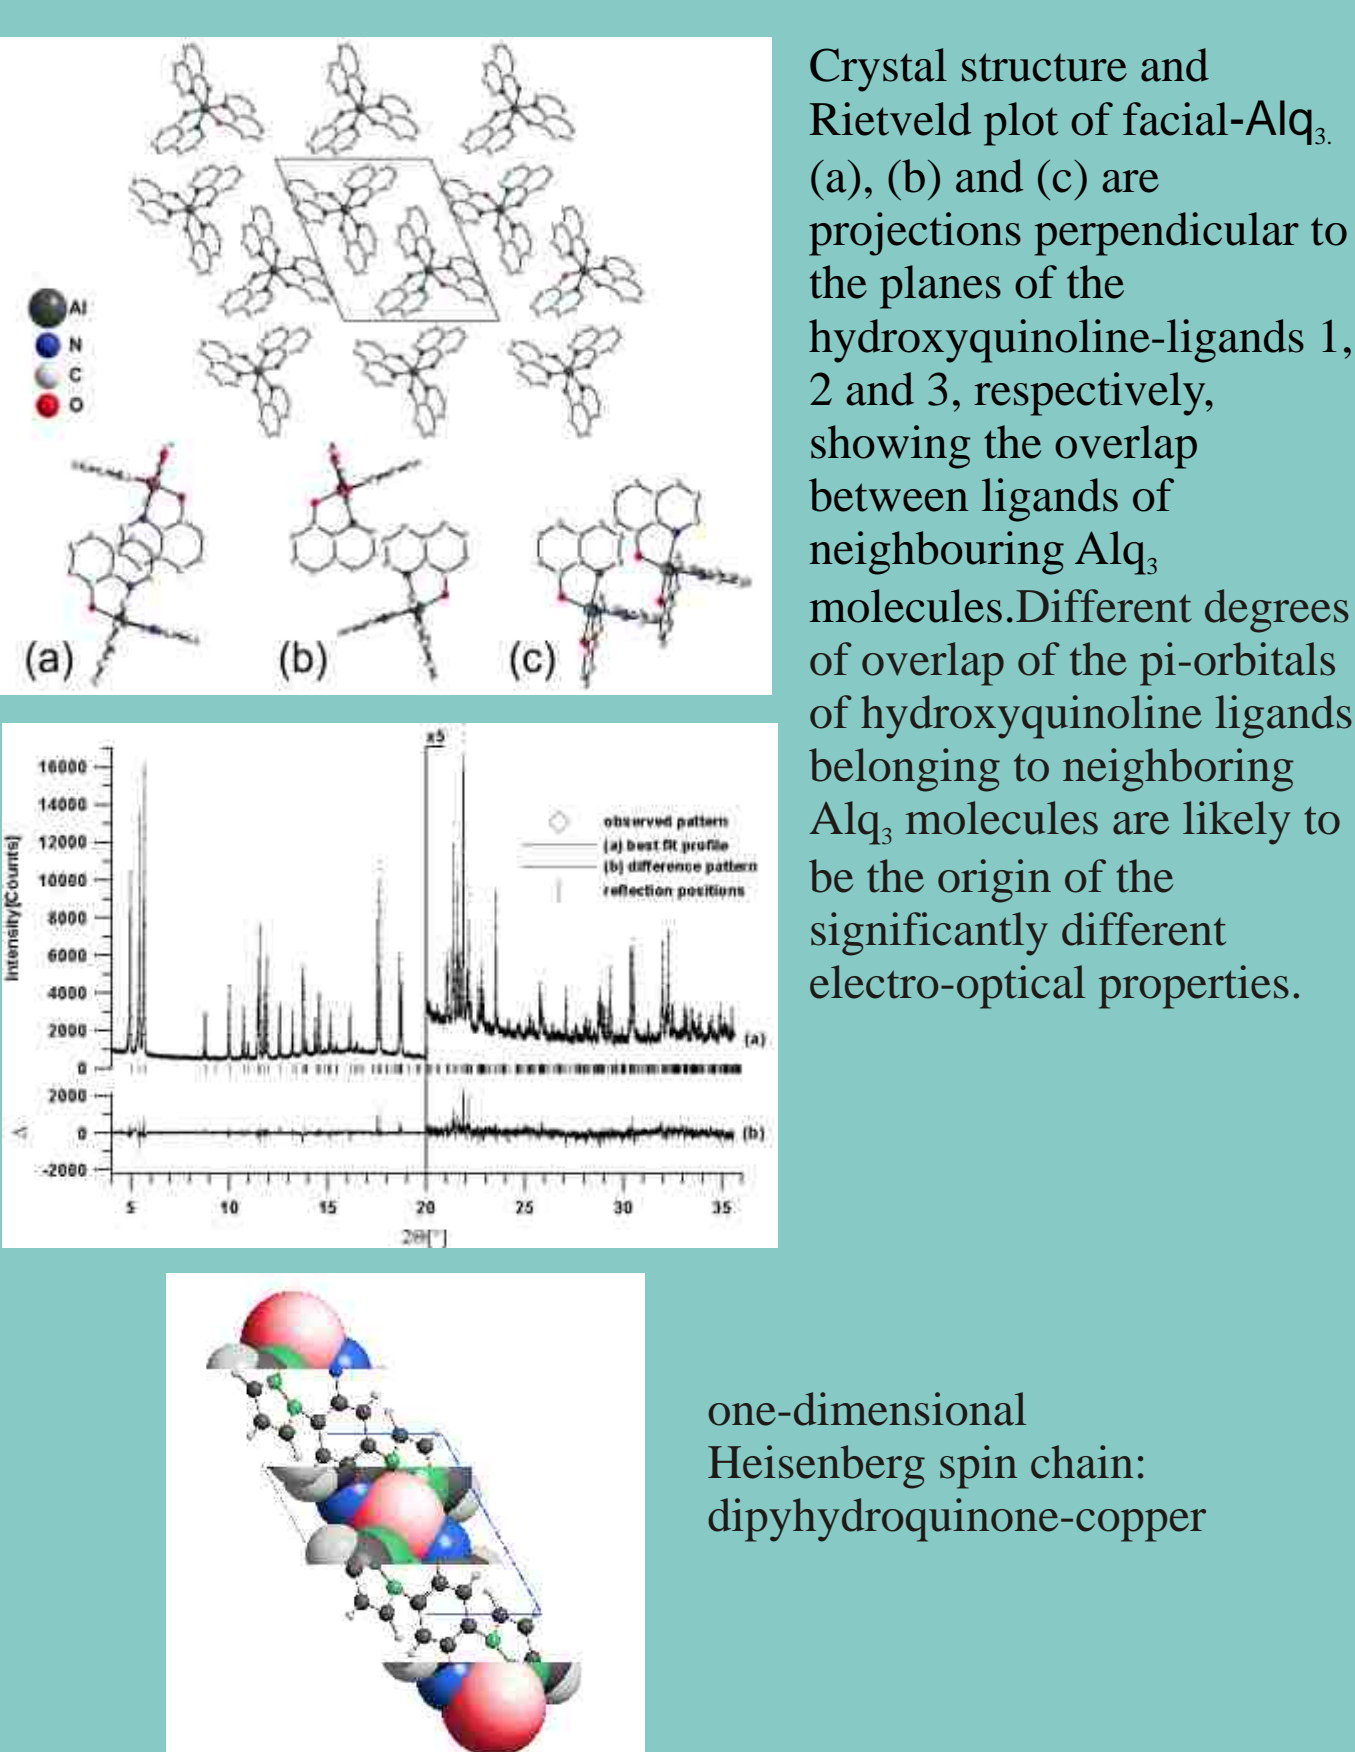 Crystal structure and
Rietveld plot of facial-Alq3.
(a), (b) and (c) are
projections perpendicular to
the planes of the
hydroxyquinoline-ligands 1,
2 and 3, respectively,
showing the overlap
between ligands of
neighbouring Alq3
molecules.Different degrees
of overlap of the pi-orbitals
of hydroxyquinoline ligands
belonging to neighboring
Alq3 molecules are likely to
be the origin of the
significantly different
electro-optical properties.
Al
N
C
O
(a) (b) (c)
x5
16000
14000
12000
10000
8000
6000
4000
2000
0
2000
0
-2000
Intensity[Counts]
Δ
observed pattern
(a) best fit profile
(b) difference pattern
reflection positions
(a)
(b)
5 10 15 20 25 30 35
2Θ[°]
one-dimensional
Heisenberg spin chain:
dipyhydroquinone-copper